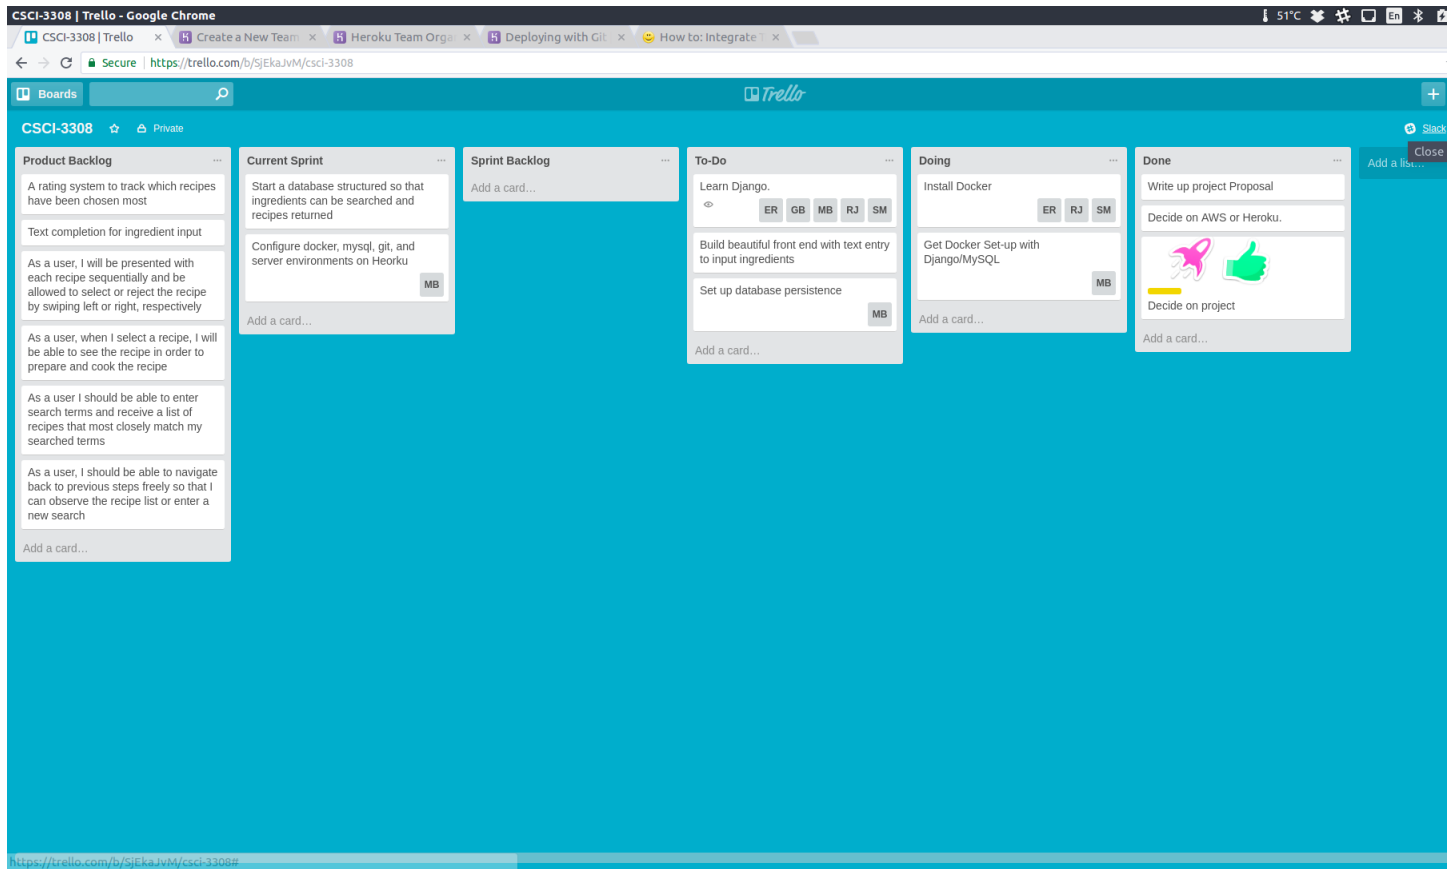 CSCI-3308 | Trello - Google Chrome
51°C
En
CSCI-3308 | Trello
Create a New Team
Heroku Team Orga
Deploying with Git
How to: Integrate T
Secure
https://trello.com/b/SjEkaJvM/csci-3308
Boards
Trello
CSCI-3308
Private
Slack
Close
Product Backlog
A rating system to track which recipes
have been chosen most
Text completion for ingredient input
As a user, I will be presented with
each recipe sequentially and be
allowed to select or reject the recipe
by swiping left or right, respectively
As a user, when I select a recipe, I will
be able to see the recipe in order to
prepare and cook the recipe
As a user I should be able to enter
search terms and receive a list of
recipes that most closely match my
searched terms
As a user, I should be able to navigate
back to previous steps freely so that I
can observe the recipe list or enter a
new search
Add a card…
Current Sprint
Start a database structured so that
ingredients can be searched and
recipes returned
Configure docker, mysql, git, and
server environments on Heorku
MB
Add a card…
Sprint Backlog
Add a card…
To-Do
Learn Django.
ER GB MB RJ SM
Build beautiful front end with text entry
to input ingredients
Set up database persistence
MB
Add a card…
Doing
Install Docker
ER RJ SM
Get Docker Set-up with
Django/MySQL
MB
Add a card…
Done
Write up project Proposal
Decide on AWS or Heroku.
Decide on project
Add a card…
Add a list…
https://trello.com/b/SjEkaJvM/csci-3308#